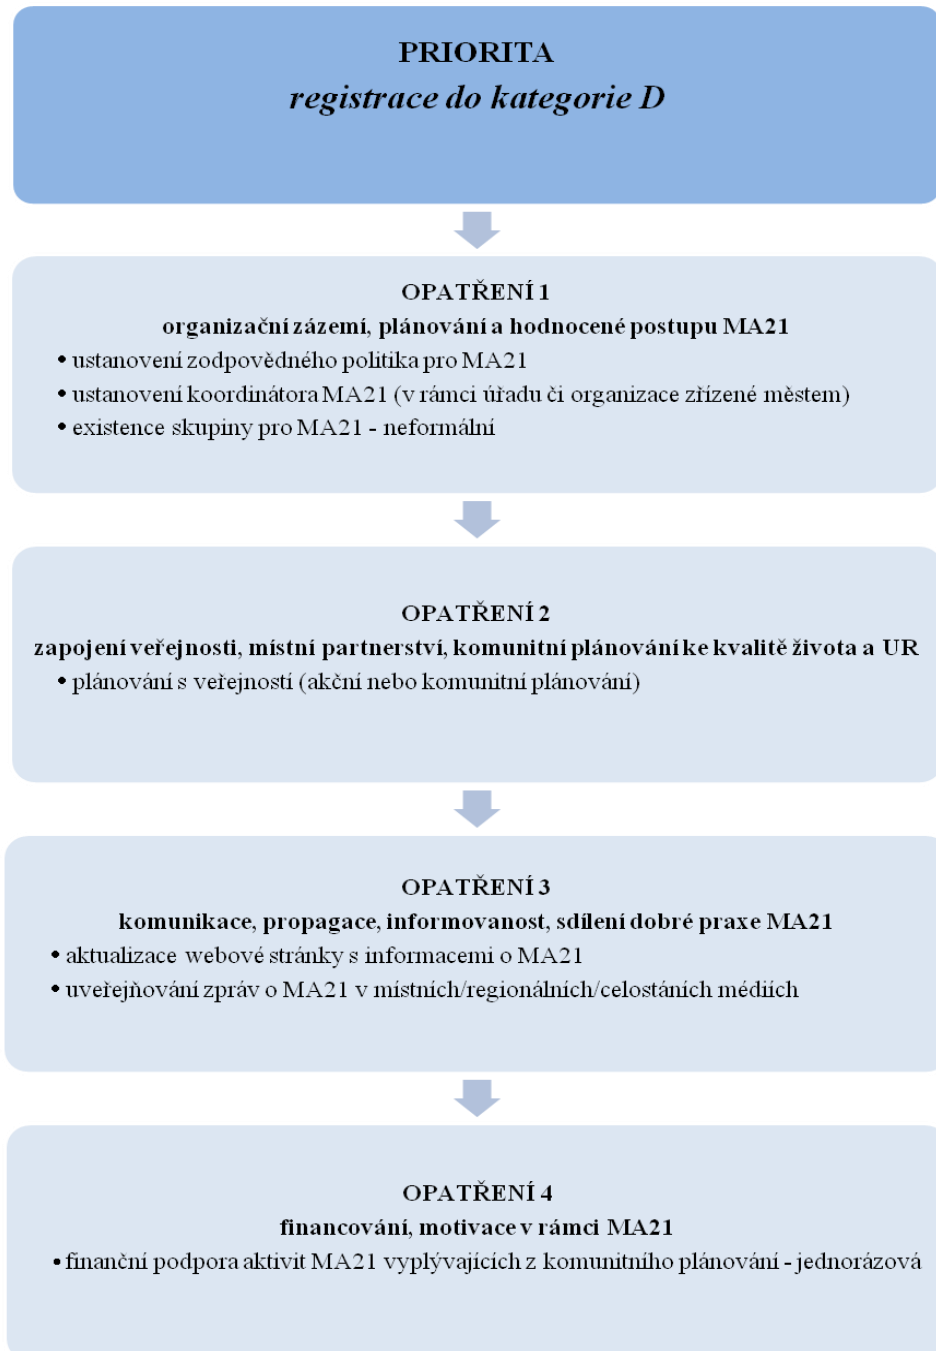 PRIORITA
registrace do kategorie D
OPATŘENÍ 1
organizační zázemí, plánování a hodnocené postupu MA21
• ustanovení zodpovědného politika pro MA21
• ustanovení koordinátora MA21 (v rámci úřadu či organizace zřízené městem)
• existence skupiny pro MA21 - neformální
OPATŘENÍ 2
zapojení veřejnosti, místní partnerství, komunitní plánování ke kvalitě života a UR
• plánování s veřejností (akční nebo komunitní plánování)
OPATŘENÍ 3
komunikace, propagace, informovanost, sdílení dobré praxe MA21
• aktualizace webové stránky s informacemi o MA21
• uveřejňování zpráv o MA21 v místních/regionálních/celostáních médiích
OPATŘENÍ 4
financování, motivace v rámci MA21
• finanční podpora aktivit MA21 vyplývajících z komunitního plánování - jednorázová